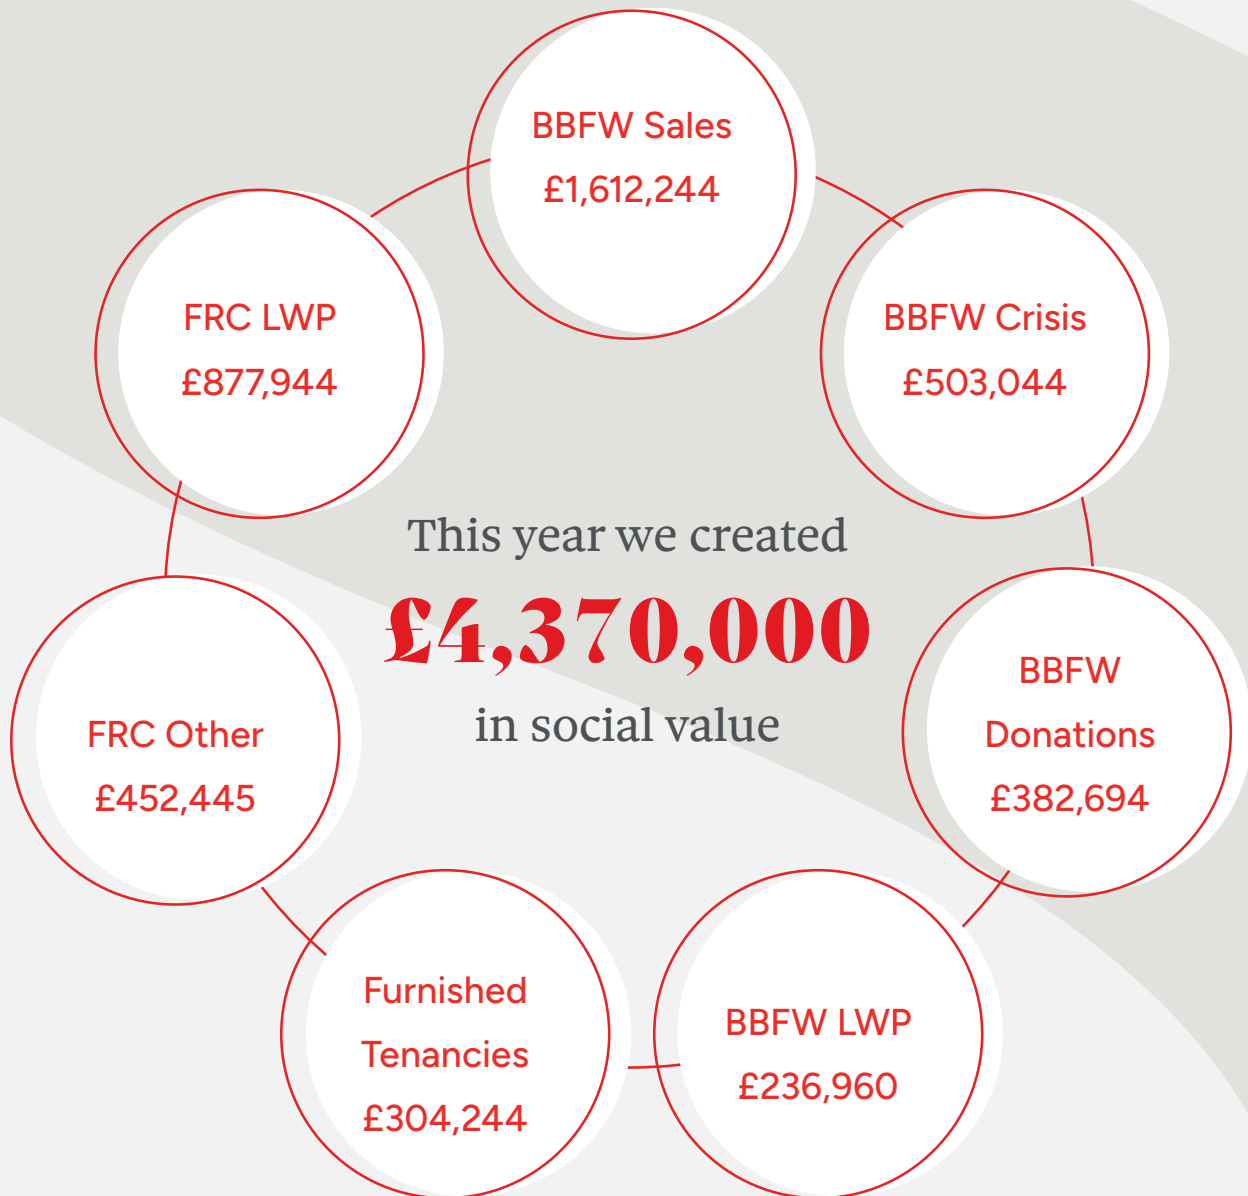 BBFW Sales
£1,612,244
FRC LWP
£877,944
BBFW Crisis
£503,044
This year we created
£4,370,000
in social value
FRC Other
£452,445
BBFW
Donations
£382,694
Furnished
Tenancies
£304,244
BBFW LWP
£236,960